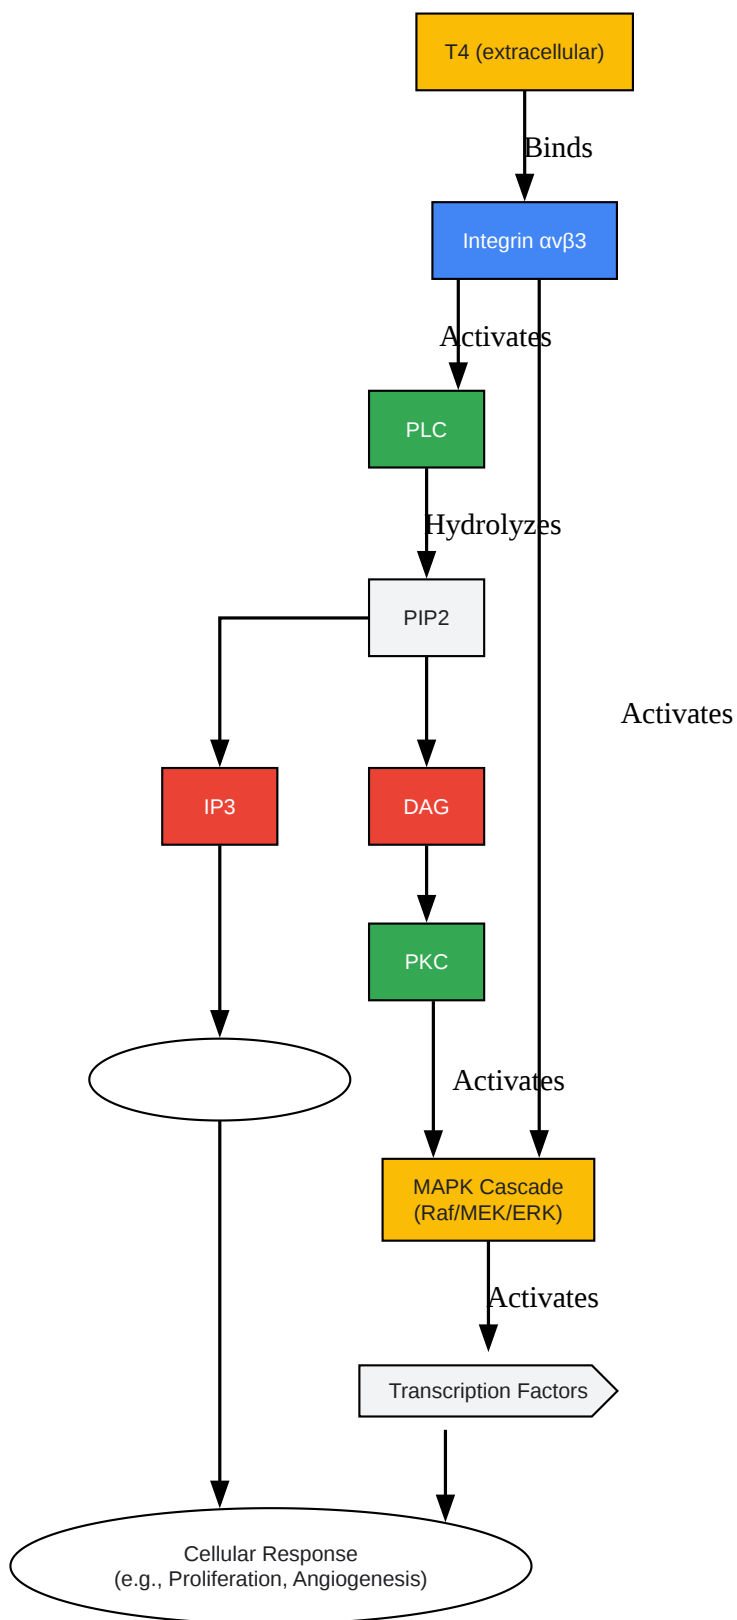 T4 (extracellular)
Binds
Integrin αvβ3
Activates
PLC
Hydrolyzes
PIP2
Activates
IP3
DAG
PKC
Activates
MAPK Cascade
(Raf/MEK/ERK)
Activates
Transcription Factors
Cellular Response
(e.g., Proliferation, Angiogenesis)